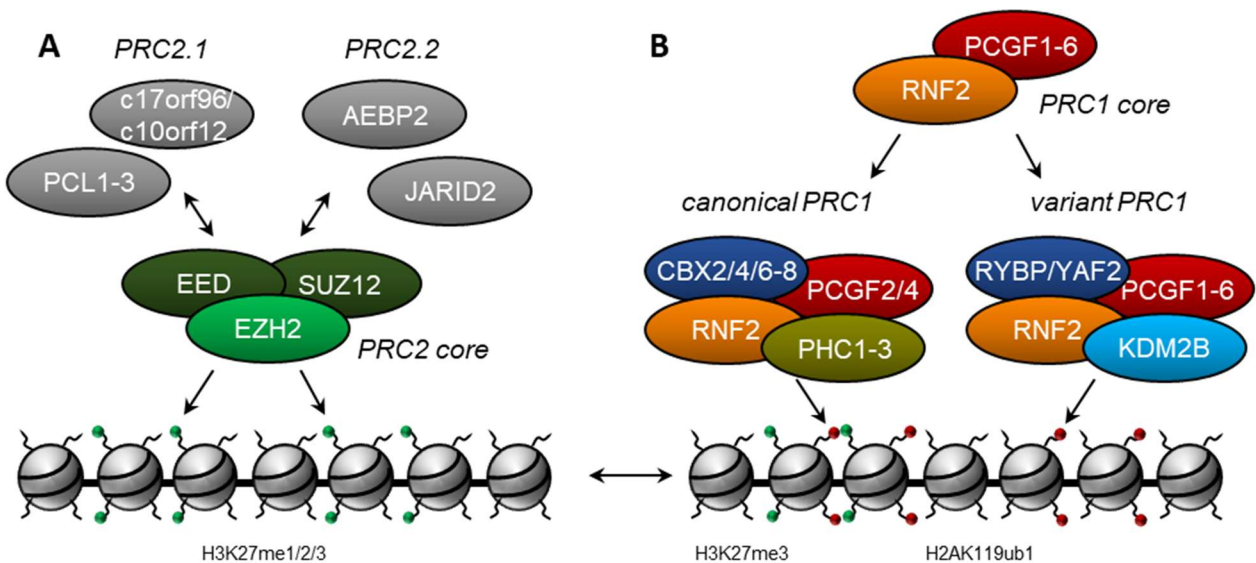 A
PRC2.1
PRC2.2
c17orf96/
c10orf12
AEBP2
PCL1-3
JARID2
EED
SUZ12
EZH2
PRC2 core
H3K27me1/2/3
B
PCGF1-6
RNF2
PRC1 core
canonical PRC1
variant PRC1
CBX2/4/6-8
PCGF2/4
RNF2
PHC1-3
RYBP/YAF2
PCGF1-6
RNF2
KDM2B
H3K27me3
H2AK119ub1